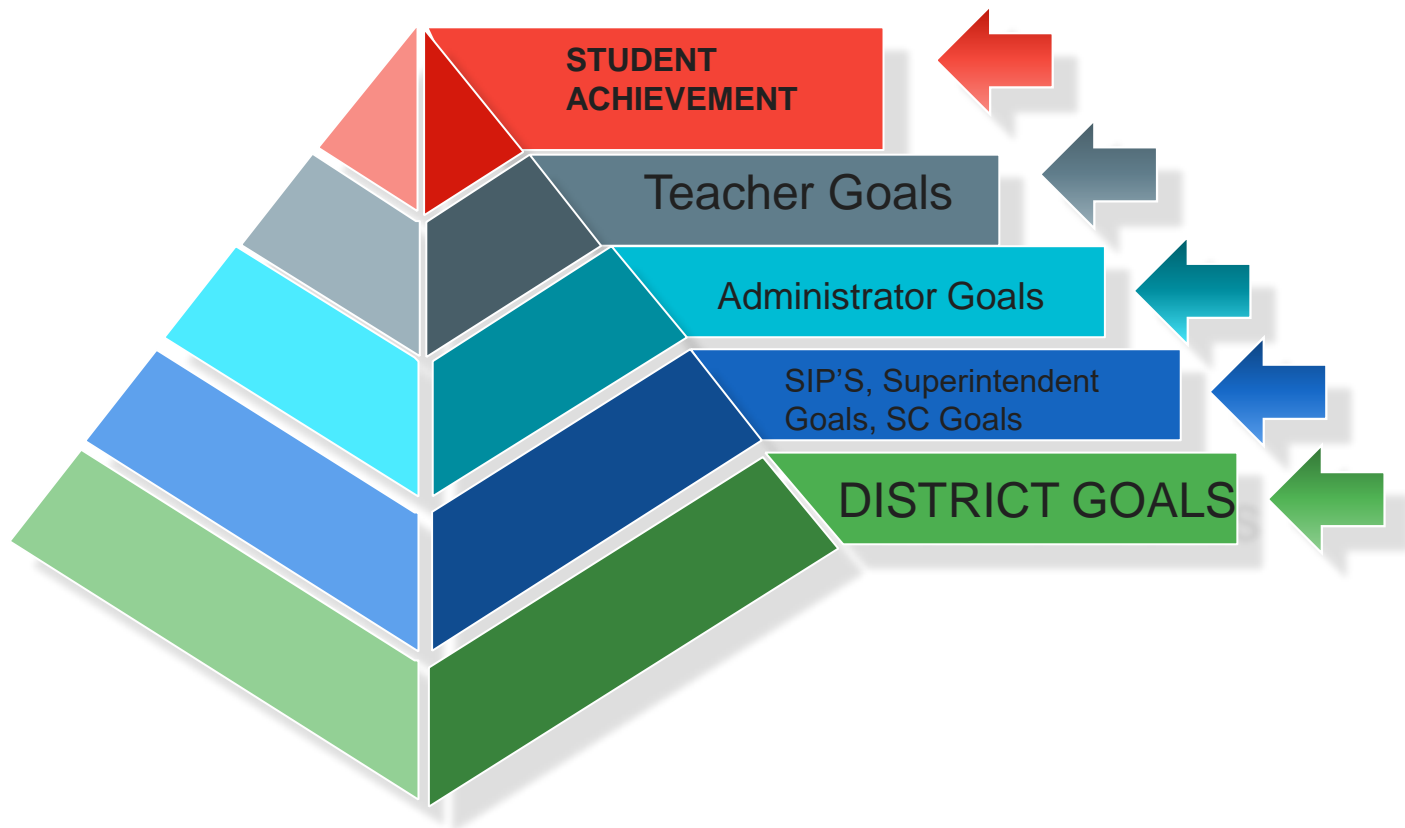 STUDENT
ACHIEVEMENT
Teacher Goals
Administrator Goals
SIP’S, Superintendent
Goals, SC Goals
DISTRICT GOALS